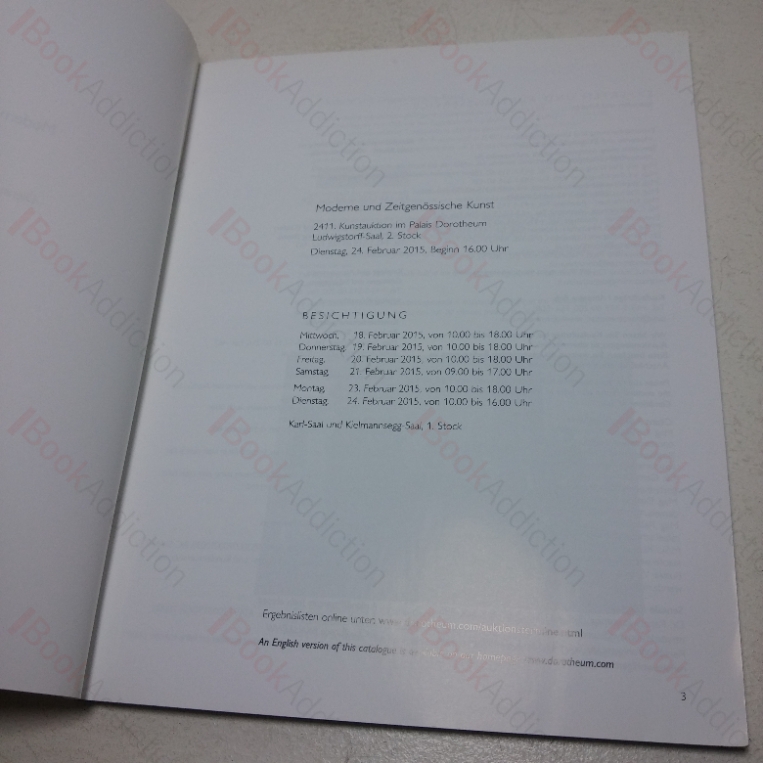 Moderne und Zeitgenössische Kunst
2411. Kunstauktion im Palais Dorotheum
Ludwigstorff-Saal, 2. Stock
Dienstag, 24. Februar 2015, Beginn 16.00 Uhr
BESICHTIGUNG
Mittwoch, 18. Februar 2015, von 10.00 bis 18.00 Uhr
Donnerstag, 19. Februar 2015, von 10.00 bis 18.00 Uhr
Freitag, 20. Februar 2015, von 10.00 bis 18.00 Uhr
Samstag, 21. Februar 2015, von 09.00 bis 17.00 Uhr
Montag, 23. Februar 2015, von 10.00 bis 18.00 Uhr
Dienstag, 24. Februar 2015, von 10.00 bis 16.00 Uhr
Karl-Saal und Kielmannsegg-Saal, 1. Stock
Ergebnislisten online unter:
An English version of this catalogue is
3
BookAddiction